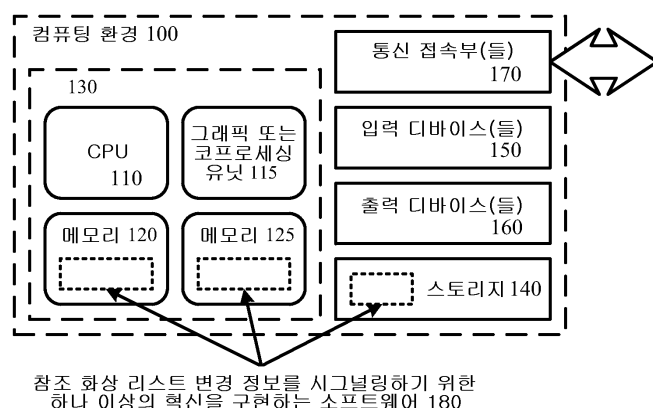 컴퓨팅 환경 100
통신 접속부(들)
170
130
CPU
110
그래픽 또는
코프로세싱
유닛 115
입력 디바이스(들)
150
출력 디바이스(들)
160
메모리 120
메모리 125
스토리지 140
참조 화상 리스트 변경 정보를 시그널링하기 위한
하나 이상의 혁신을 구현하는 소프트웨어 180